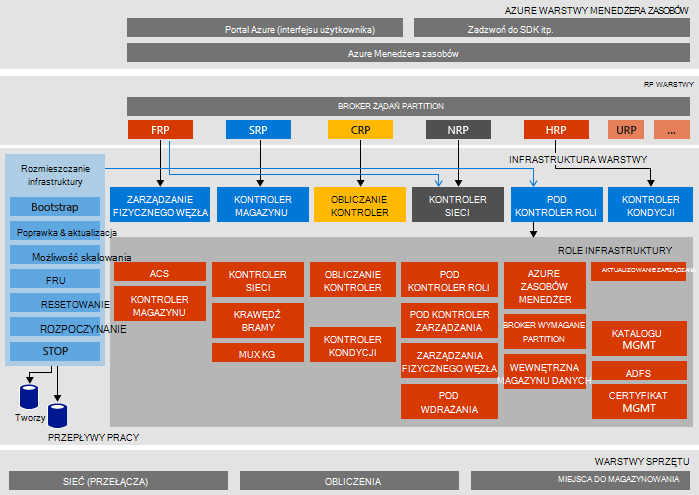 AZURE WARSTWY MENEDŻERA ZASOBÓW
Portal Azure (interfejsu użytkownika)
Zadzwoń do SDK itp.
Azure Menedżera zasobów
RP WARSTWY
BROKER ŻĄDAŃ PARTITION
FRP
SRP
CRP
NRP
HRP
URP
...
INFRASTRUKTURA WARSTWY
Rozmieszczanie
infrastruktury
Bootstrap
Poprawka & aktualizacja
Możliwość skalowania
FRU
RESETOWANIE
ROZPOCZYNANIE
STOP
Tworzy
PRZEPŁYWY PRACY
ZARZĄDZANIE
FIZYCZNEGO WĘZŁA
KONTROLER
MAGAZYNU
OBLICZANIE
KONTROLER
KONTROLER
SIECI
POD
KONTROLER ROLI
KONTROLER
KONDYCJI
ROLE INFRASTRUKTURY
ACS
KONTROLER
MAGAZYNU
KONTROLER
SIECI
KRAWĘDŹ
BRAMY
MUX KG
OBLICZANIE
KONTROLER
KONTROLER
KONDYCJI
POD
KONTROLER ROLI
POD KONTROLER
ZARZĄDZANIA
ZARZĄDZANIA
FIZYCZNEGO WĘZŁA
POD
WDRAŻANIA
AZURE
ZASOBÓW
MENEDŻER
BROKER WYMAGANE
PARTITION
WEWNĘTRZNA
MAGAZYNU DANYCH
AKTUALIZOWANIE ZARZĄDZANIA
KATALOGU
MGMT
ADFS
CERTYFIKAT
MGMT
WARSTWY SPRZĘTU
SIEĆ (PRZEŁĄCZA)
OBLICZENIA
MIEJSCA DO MAGAZYNOWANIA